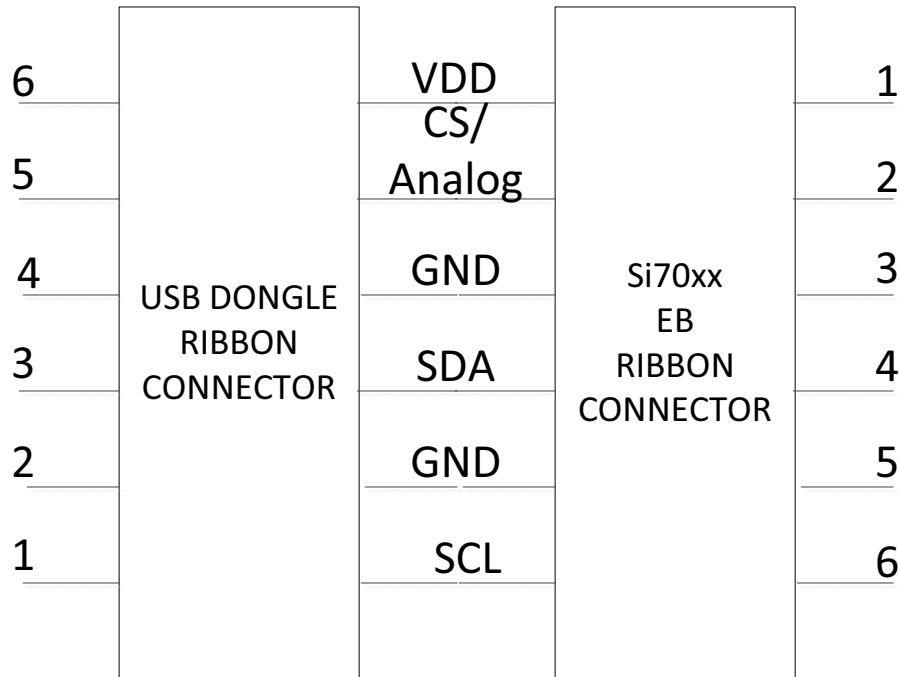 6
VDD
1
CS/
5
Analog
2
4
GND
3
USB DONGLE
RIBBON
CONNECTOR
Si70xx
EB
RIBBON
CONNECTOR
3
SDA
4
2
GND
5
1
SCL
6